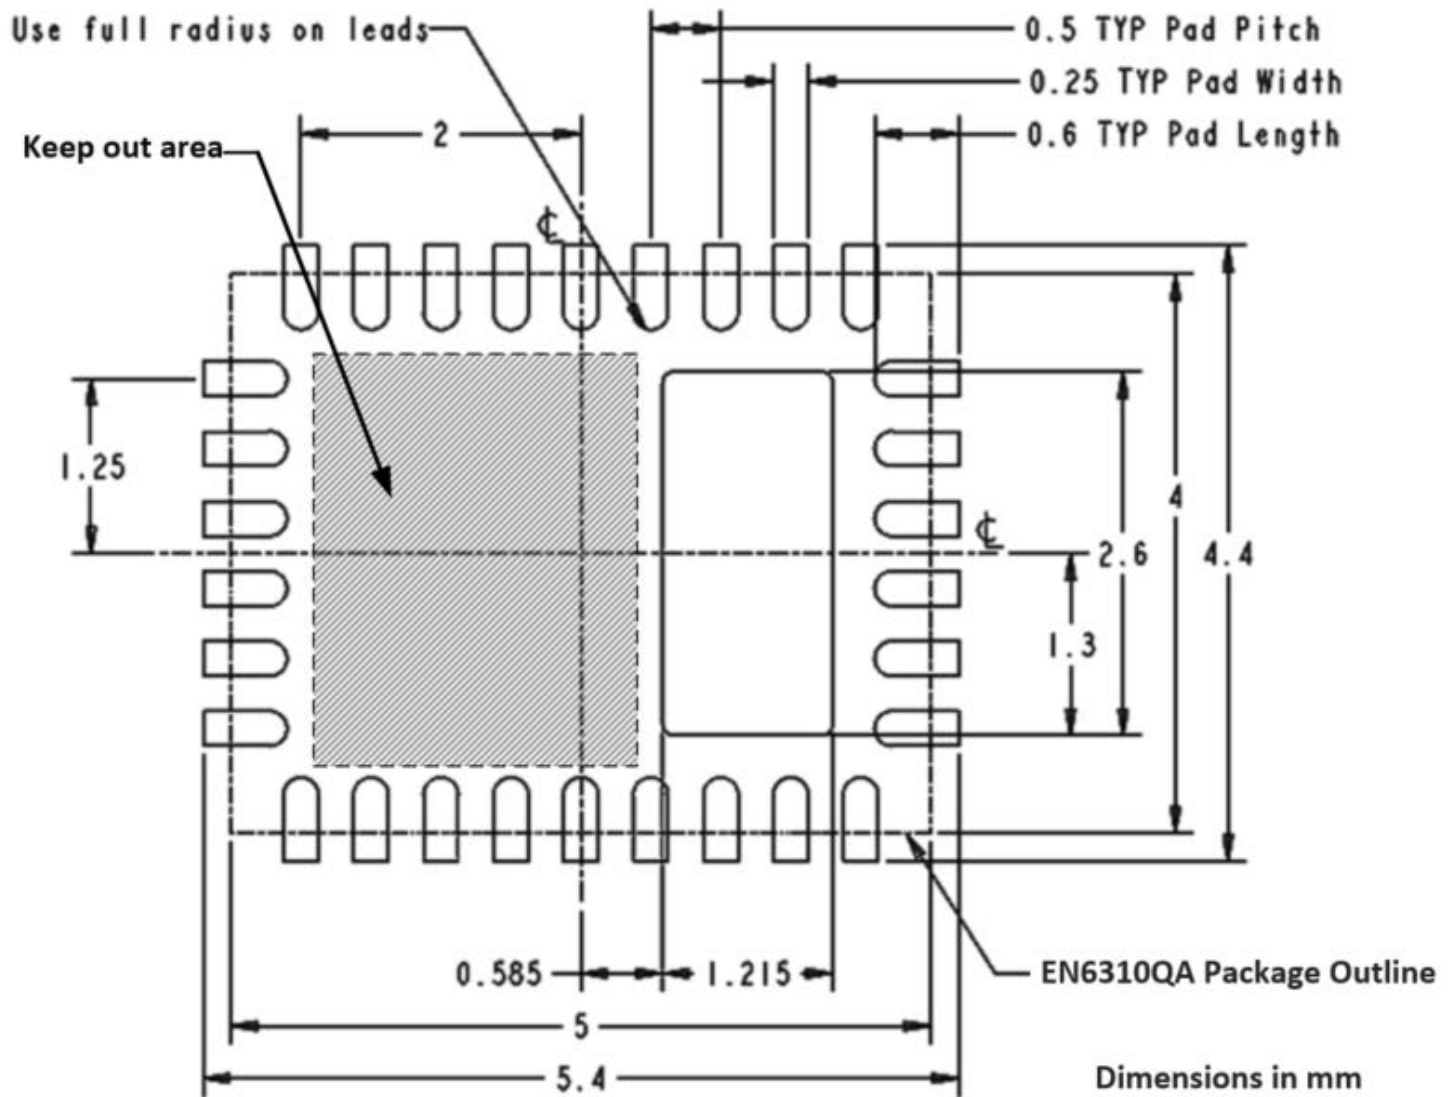 Use full radius on leads
0.5 TYP Pad Pitch
0.25 TYP Pad Width
2
0.6 TYP Pad Length
Keep out area
℄
1.25
4
℄
2.6
4.4
1.3
0.585
1.215
EN6310QA Package Outline
5
5.4
Dimensions in mm